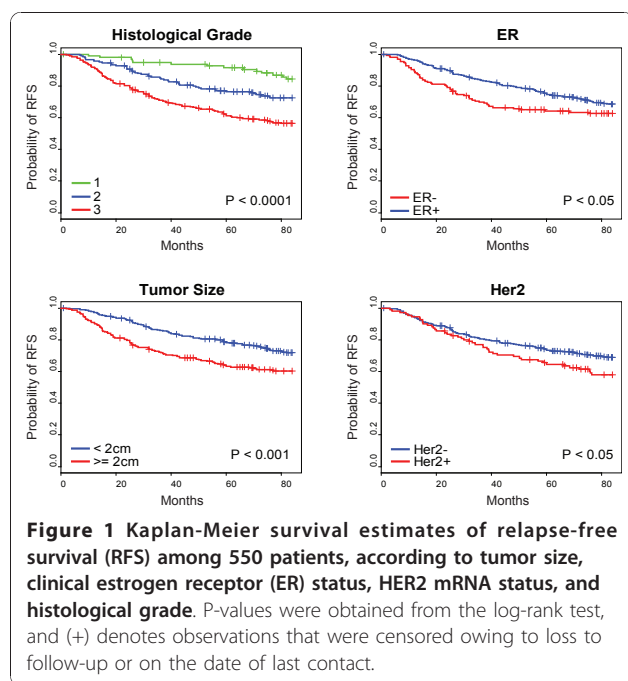 Histological Grade
Probability of RFS
1.0
0.8
0.6
0.4
0.2
0.0
1
2
3
P < 0.0001
0 20 40 60 80
Months
ER
Probability of RFS
1.0
0.8
0.6
0.4
0.2
0.0
ER-
ER+
P < 0.05
0 20 40 60 80
Months
Tumor Size
Probability of RFS
1.0
0.8
0.6
0.4
0.2
0.0
< 2cm
>= 2cm
P < 0.001
0 20 40 60 80
Months
Her2
Probability of RFS
1.0
0.8
0.6
0.4
0.2
0.0
Her2-
Her2+
P < 0.05
0 20 40 60 80
Months
Figure 1 Kaplan-Meier survival estimates of relapse-free
survival (RFS) among 550 patients, according to tumor size,
clinical estrogen receptor (ER) status, HER2 mRNA status, and
histological grade. P-values were obtained from the log-rank test,
and (+) denotes observations that were censored owing to loss to
follow-up or on the date of last contact.